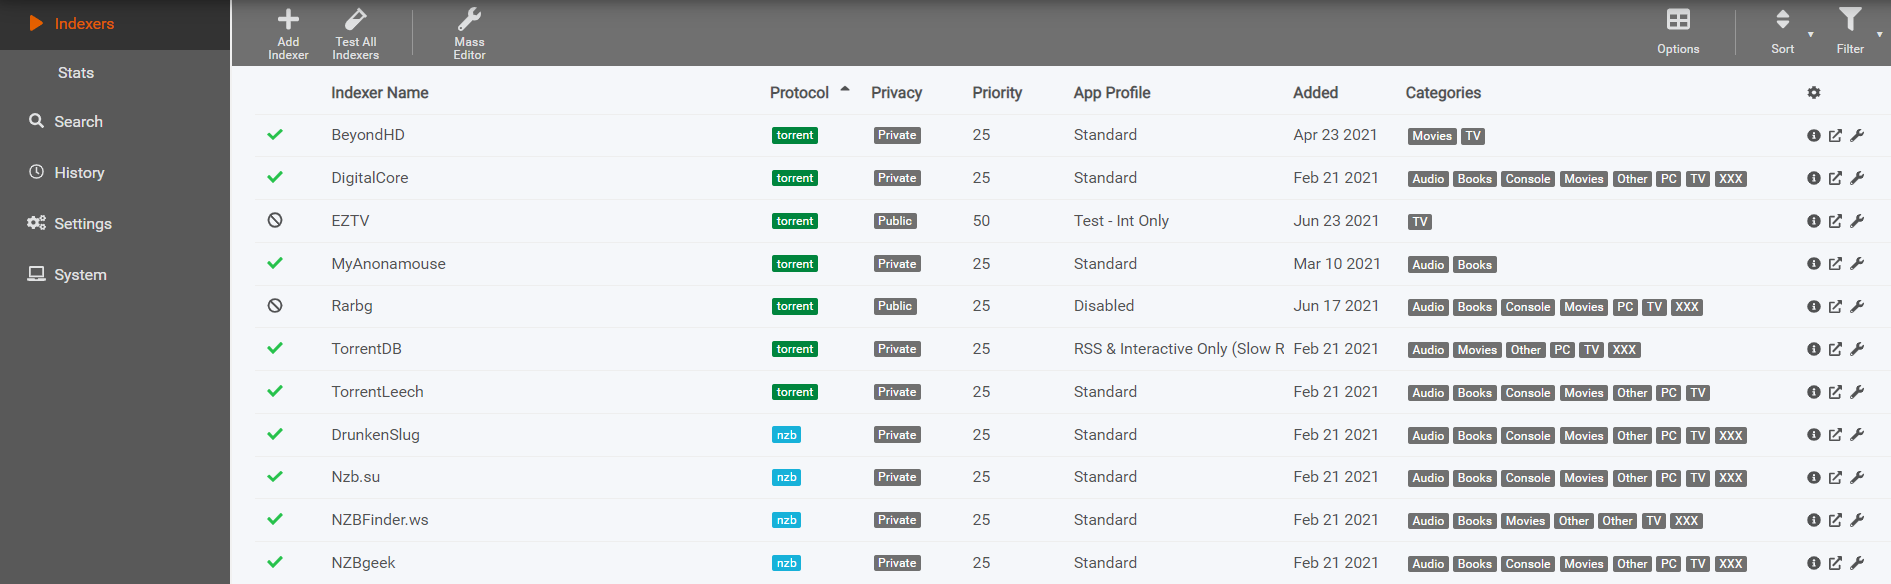 Indexers
Stats
Search
History
Settings
System
Add Indexer
Test All Indexers
Mass Editor
Options
Sort
Filter
Indexer Name Protocol Privacy Priority App Profile Added Categories
BeyondHD torrent Private 25 Standard Apr 23 2021 Movies TV
DigitalCore torrent Private 25 Standard Feb 21 2021 Audio Books Console Movies Other PC TV XXX
EZTV torrent Public 50 Test - Int Only Jun 23 2021 TV
MyAnonamouse torrent Private 25 Standard Mar 10 2021 Audio Books
Rarbg torrent Public 25 Disabled Jun 17 2021 Audio Books Console Movies PC TV XXX
TorrentDB torrent Private 25 RSS & Interactive Only (Slow R Feb 21 2021 Audio Movies Other PC TV XXX
TorrentLeech torrent Private 25 Standard Feb 21 2021 Audio Books Console Movies Other PC TV
DrunkenSlug nzb Private 25 Standard Feb 21 2021 Audio Books Console Movies Other PC TV XXX
Nzb.su nzb Private 25 Standard Feb 21 2021 Audio Books Console Movies Other PC TV XXX
NZBFinder.ws nzb Private 25 Standard Feb 21 2021 Audio Books Movies Other Other TV XXX
NZBgeek nzb Private 25 Standard Feb 21 2021 Audio Books Console Movies Other PC TV XXX